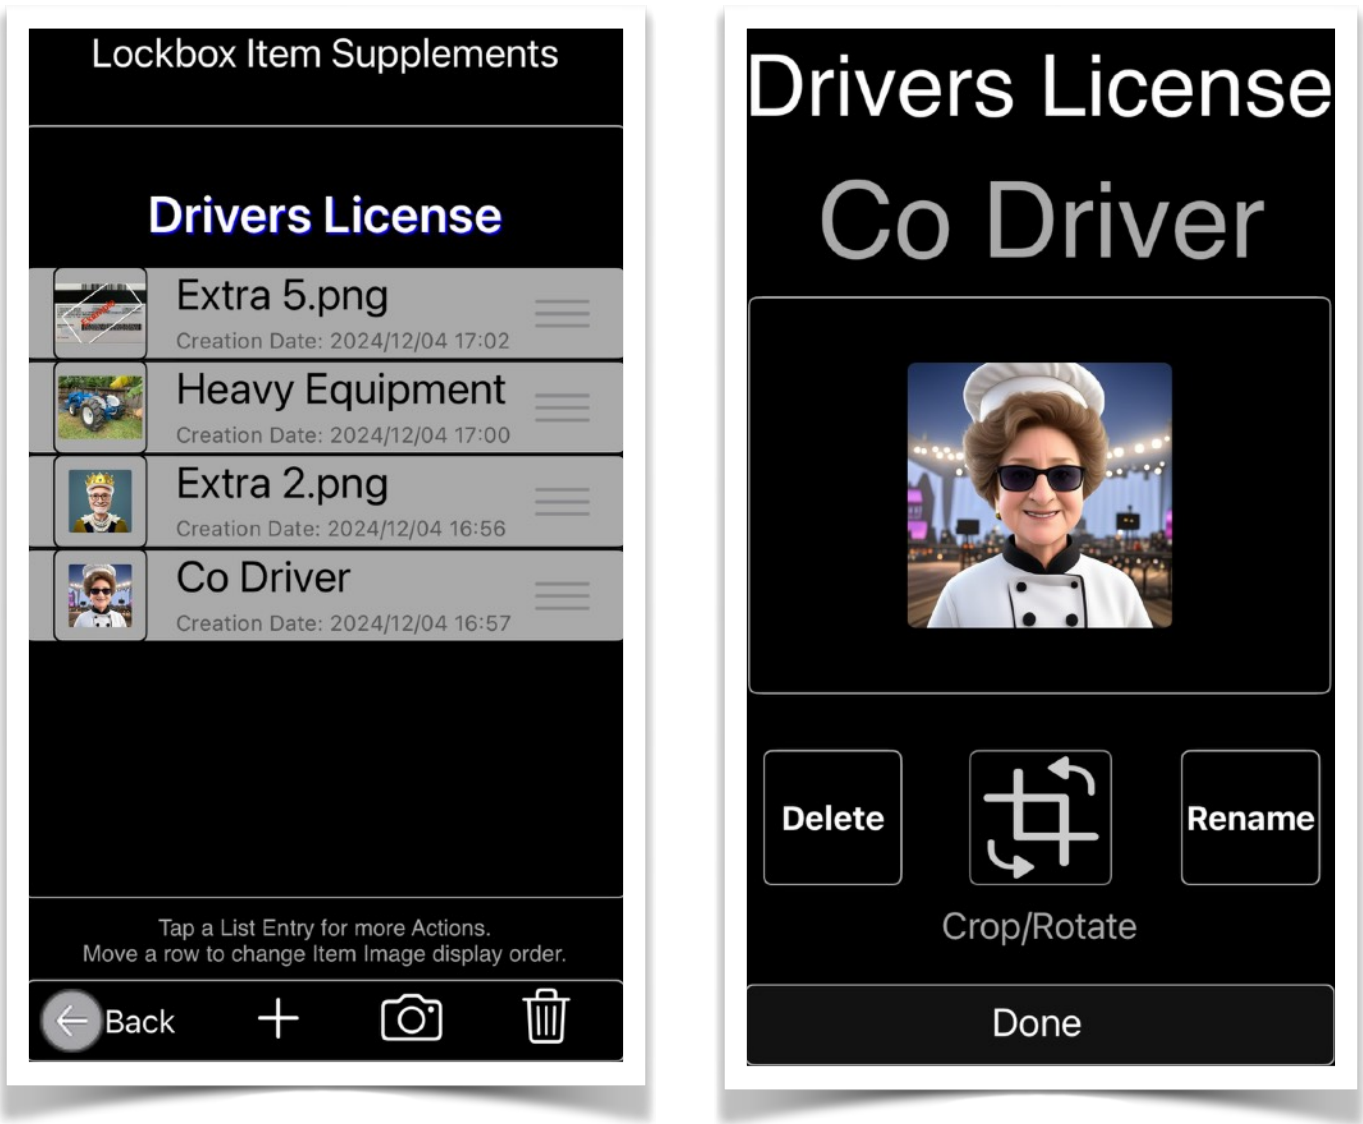 Lockbox Item Supplements
Drivers License
Extra 5.png
Creation Date: 2024/12/04 17:02
Heavy Equipment
Creation Date: 2024/12/04 17:00
Extra 2.png
Creation Date: 2024/12/04 16:56
Co Driver
Creation Date: 2024/12/04 16:57
Tap a List Entry for more Actions.
Move a row to change Item Image display order.
Back
Drivers License
Co Driver
Delete
Rename
Crop/Rotate
Done